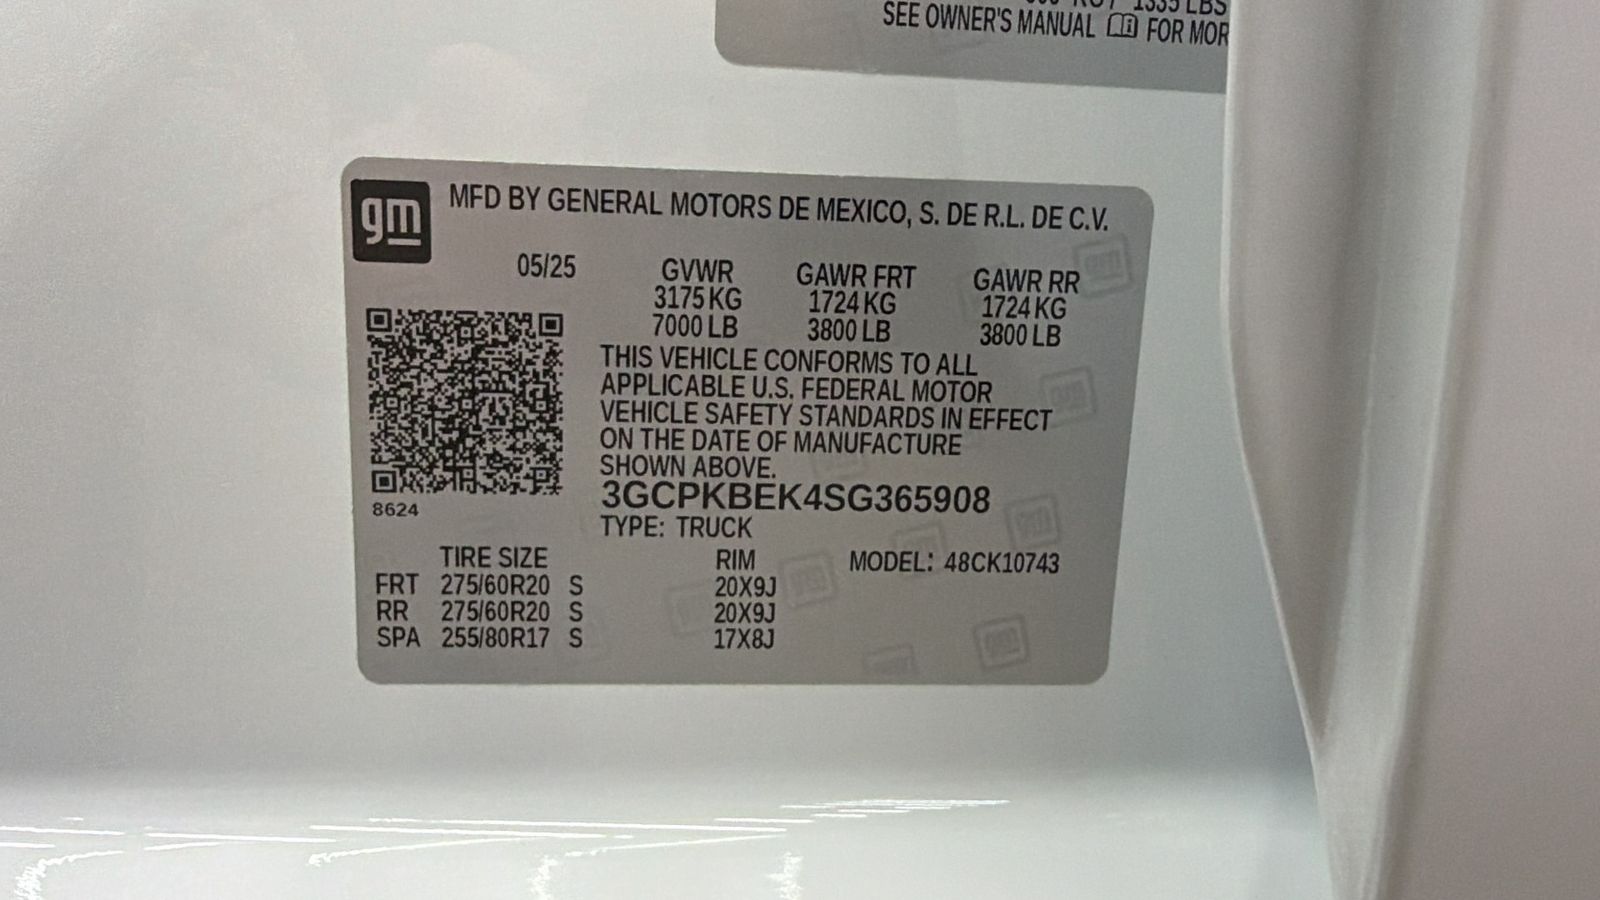 1335 LBS
SEE OWNER'S MANUAL FOR MOR
gm
MFD BY GENERAL MOTORS DE MEXICO, S. DE R.L. DE C.V.
05/25 GVWR GAWR FRT GAWR RR
3175 KG 1724 KG 1724 KG
7000 LB 3800 LB 3800 LB
THIS VEHICLE CONFORMS TO ALL
APPLICABLE U.S. FEDERAL MOTOR
VEHICLE SAFETY STANDARDS IN EFFECT
ON THE DATE OF MANUFACTURE
SHOWN ABOVE.
3GCPKBEK4SG365908
8624
TYPE: TRUCK
TIRE SIZE RIM MODEL: 48CK10743
FRT 275/60R20 S 20X9J
RR 275/60R20 S 20X9J
SPA 255/80R17 S 17X8J